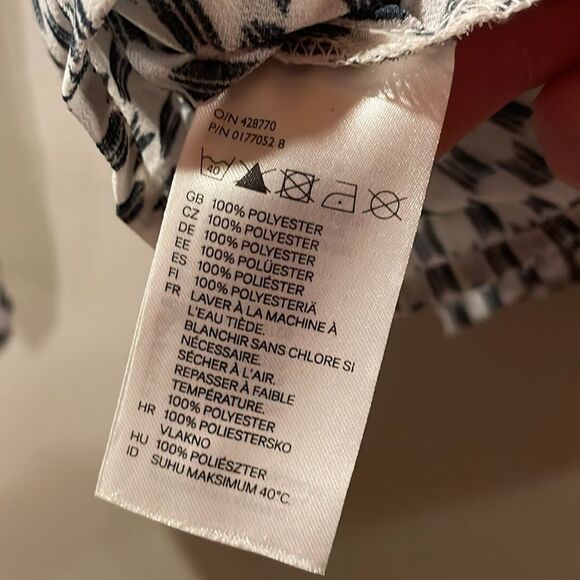 O/N 428770
P/N 0177052 B
40
GB 100% POLYESTER
CZ 100% POLYESTER
DE 100% POLYESTER
EE 100% POLÜESTER
ES 100% POLIÉSTER
FI 100% POLYESTERIÄ
FR LAVER À LA MACHINE À
L'EAU TIÈDE.
BLANCHIR SANS CHLORE SI
NÉCESSAIRE.
SÉCHER À L'AIR.
REPASSER À FAIBLE
TEMPÉRATURE.
100% POLYESTER
HR 100% POLIESTERSKO
VLAKNO
HU 100% POLIÉSZTER
ID SUHU MAKSIMUM 40°C.